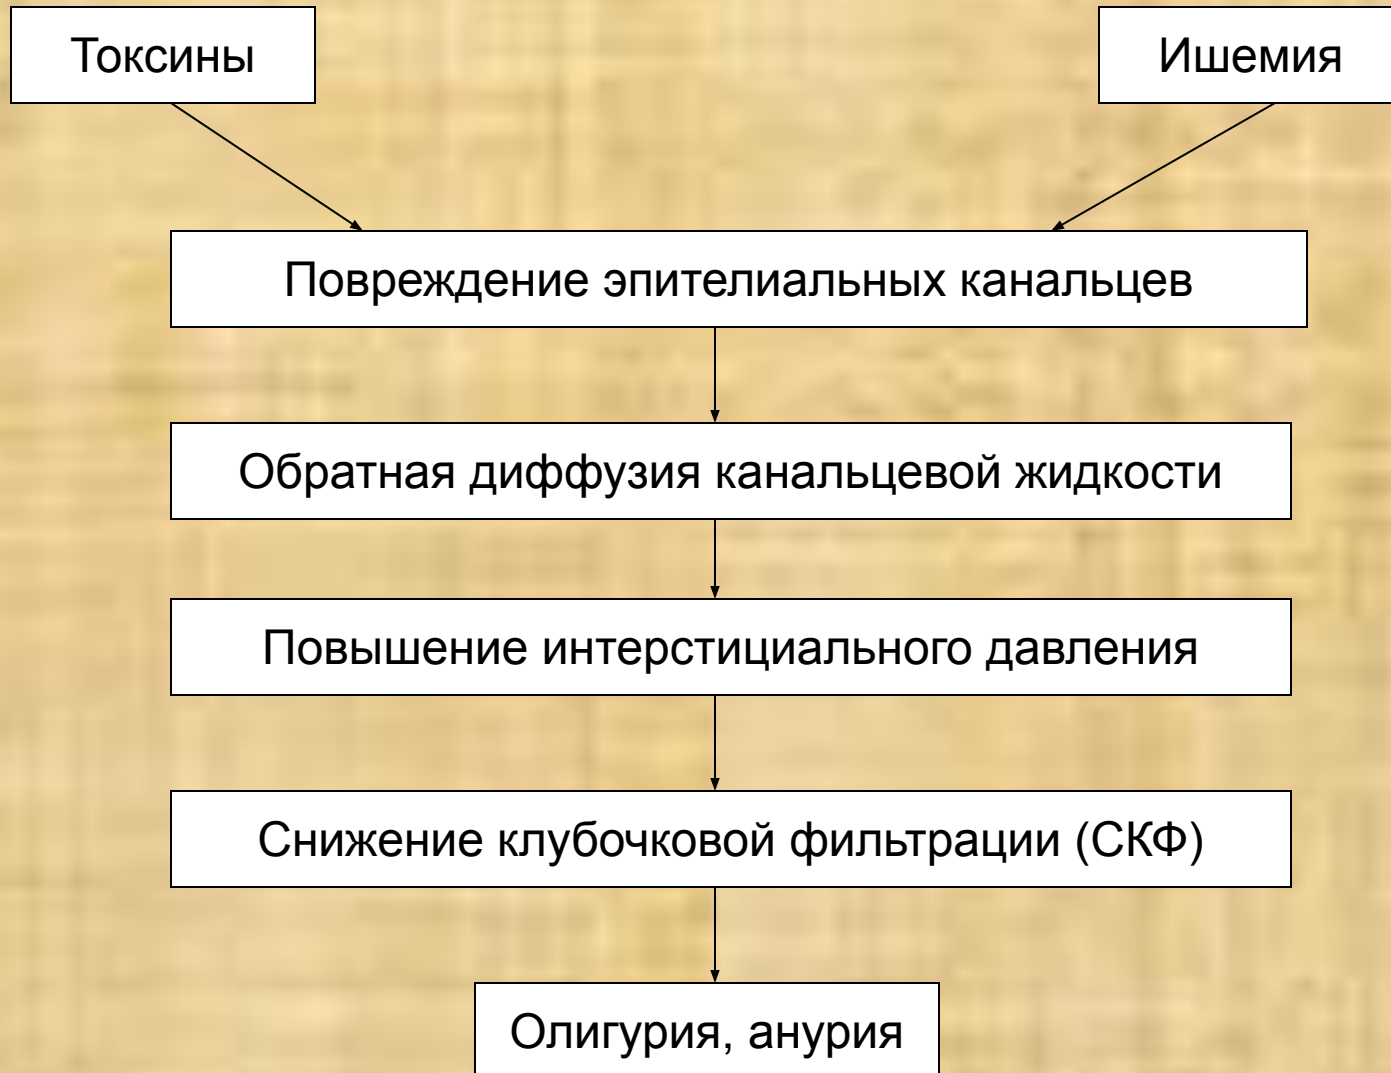 Токсины
Ишемия
Повреждение эпителиальных канальцев
Обратная диффузия канальцевой жидкости
Повышение интерстициального давления
Снижение клубочковой фильтрации (СКФ)
Олигурия, анурия